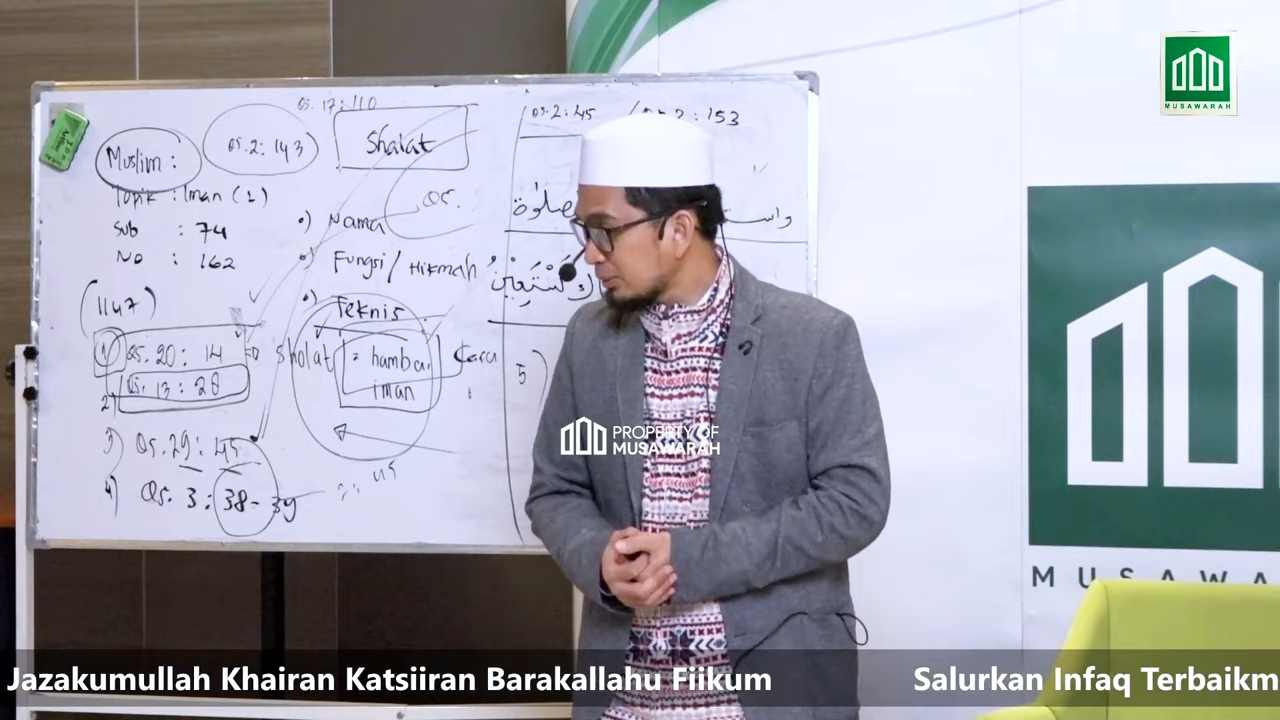 QS. 17:110
Muslim :
QS. 2: 143
Shalat
Topik : Iman (1)
Sub : 74
No : 162
(1147)
1) QS. 20: 14
2) QS. 13: 28
3) QS. 29: 45
4) QS. 3: 38-39
QS.
•) Nama
•) Fungsi / Hikmah
•) Teknis
Shalat = hamba
iman
Cara
QS. 2: 45 / QS. 2: 153
5)
MUSAWARAH
PROPERTY OF
MUSAWARAH
Jazakumullah Khairan Katsiiran Barakallahu Fiikum
Salurkan Infaq Terbaikm